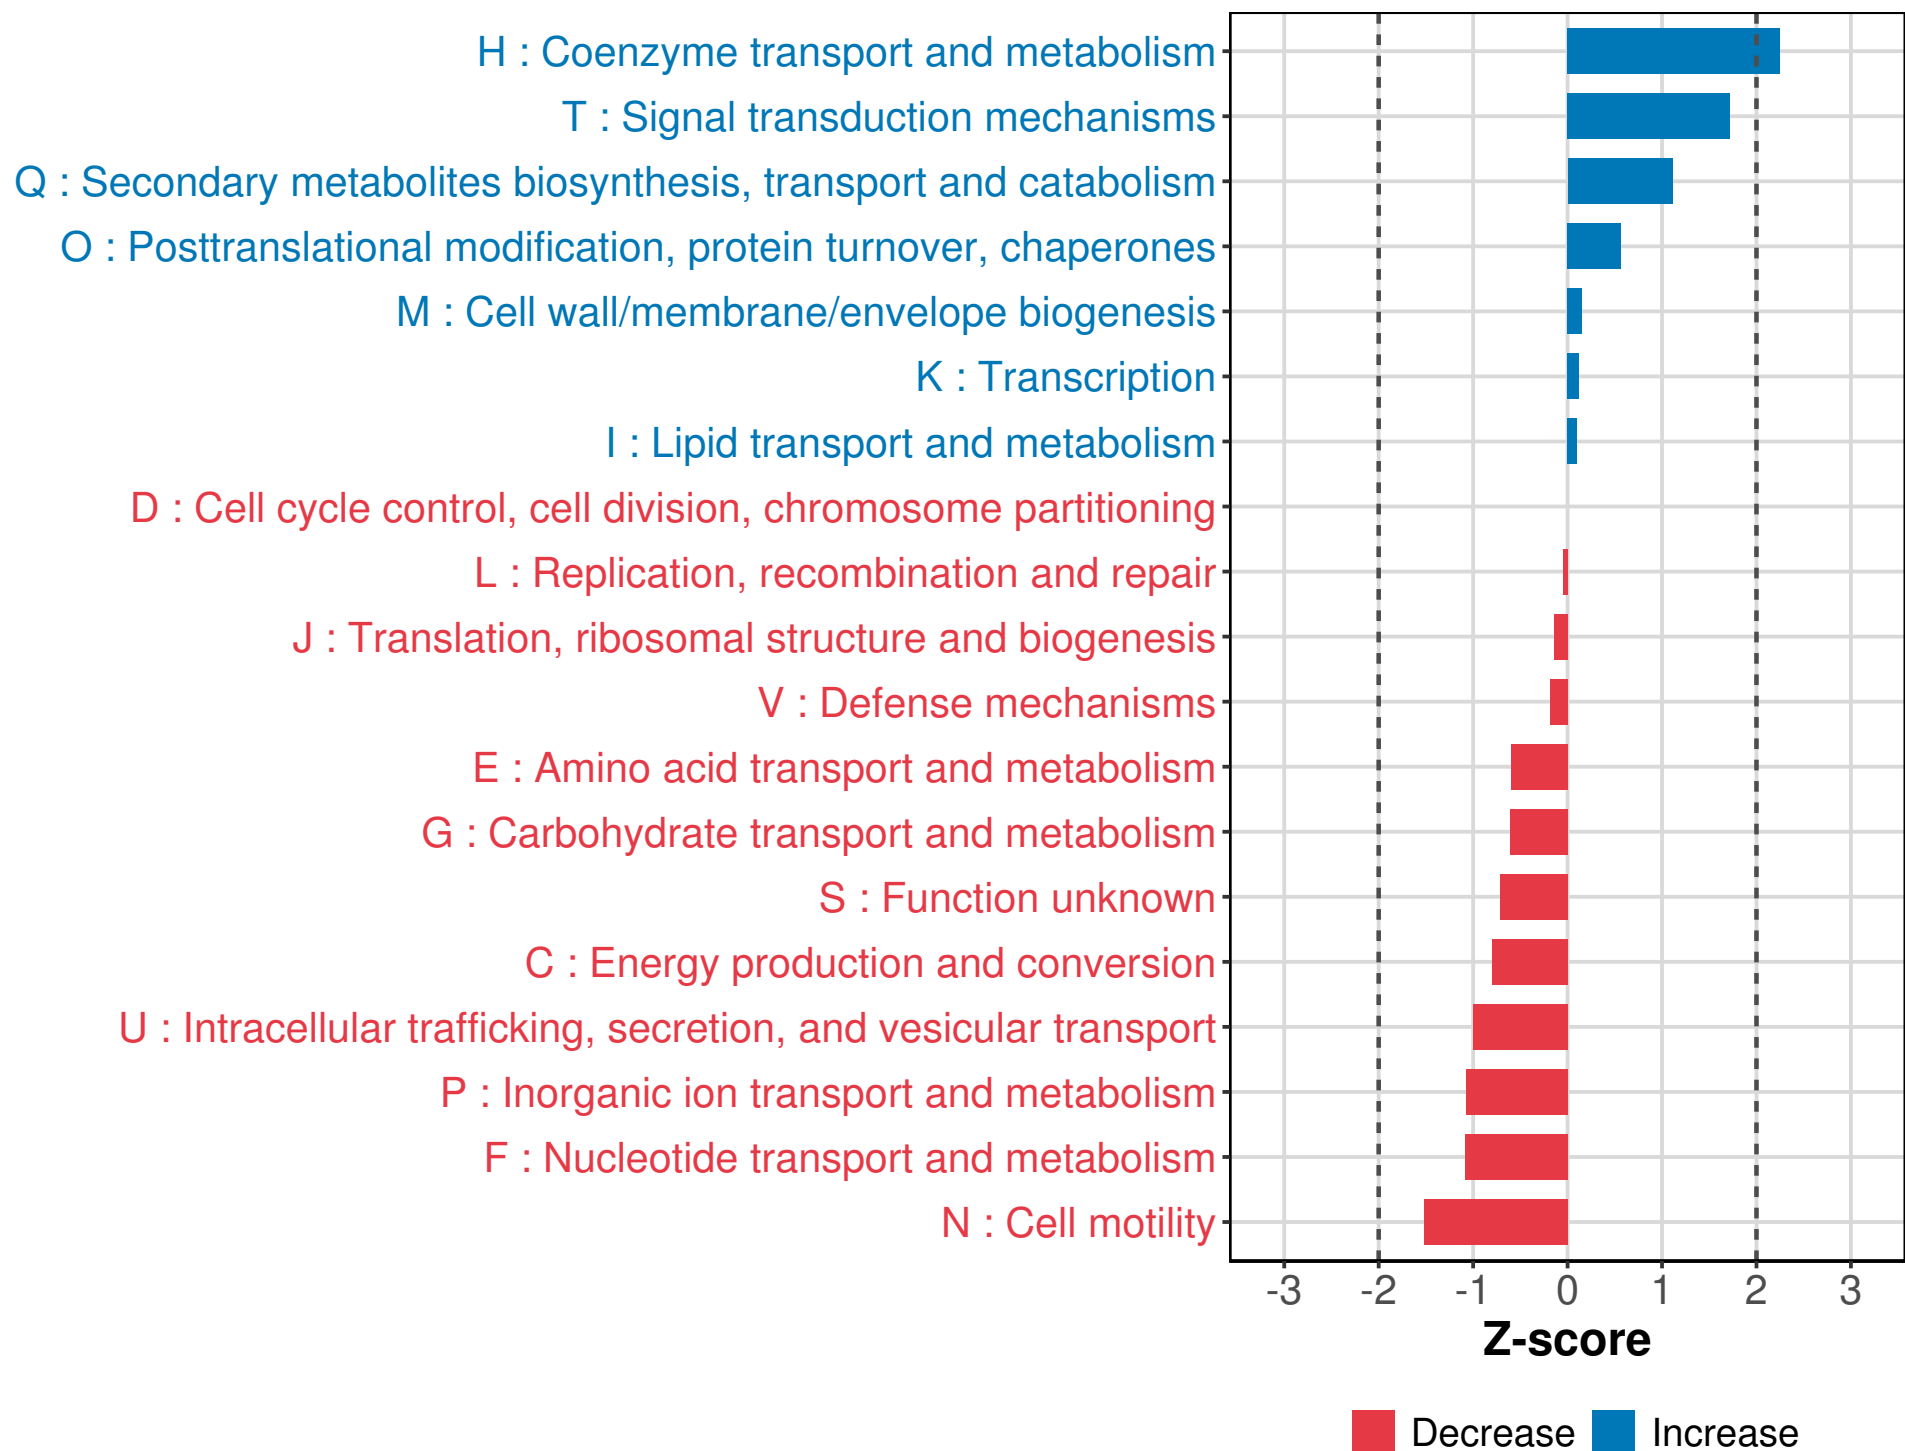 H : Coenzyme transport and metabolism
T : Signal transduction mechanisms
Q : Secondary metabolites biosynthesis, transport and catabolism
O : Posttranslational modification, protein turnover, chaperones
M : Cell wall/membrane/envelope biogenesis
K : Transcription
I : Lipid transport and metabolism
D : Cell cycle control, cell division, chromosome partitioning
L : Replication, recombination and repair
J : Translation, ribosomal structure and biogenesis
V : Defense mechanisms
E : Amino acid transport and metabolism
G : Carbohydrate transport and metabolism
S : Function unknown
C : Energy production and conversion
U : Intracellular trafficking, secretion, and vesicular transport
P : Inorganic ion transport and metabolism
F : Nucleotide transport and metabolism
N : Cell motility
-3 -2 -1 0 1 2 3
Z-score
Decrease Increase